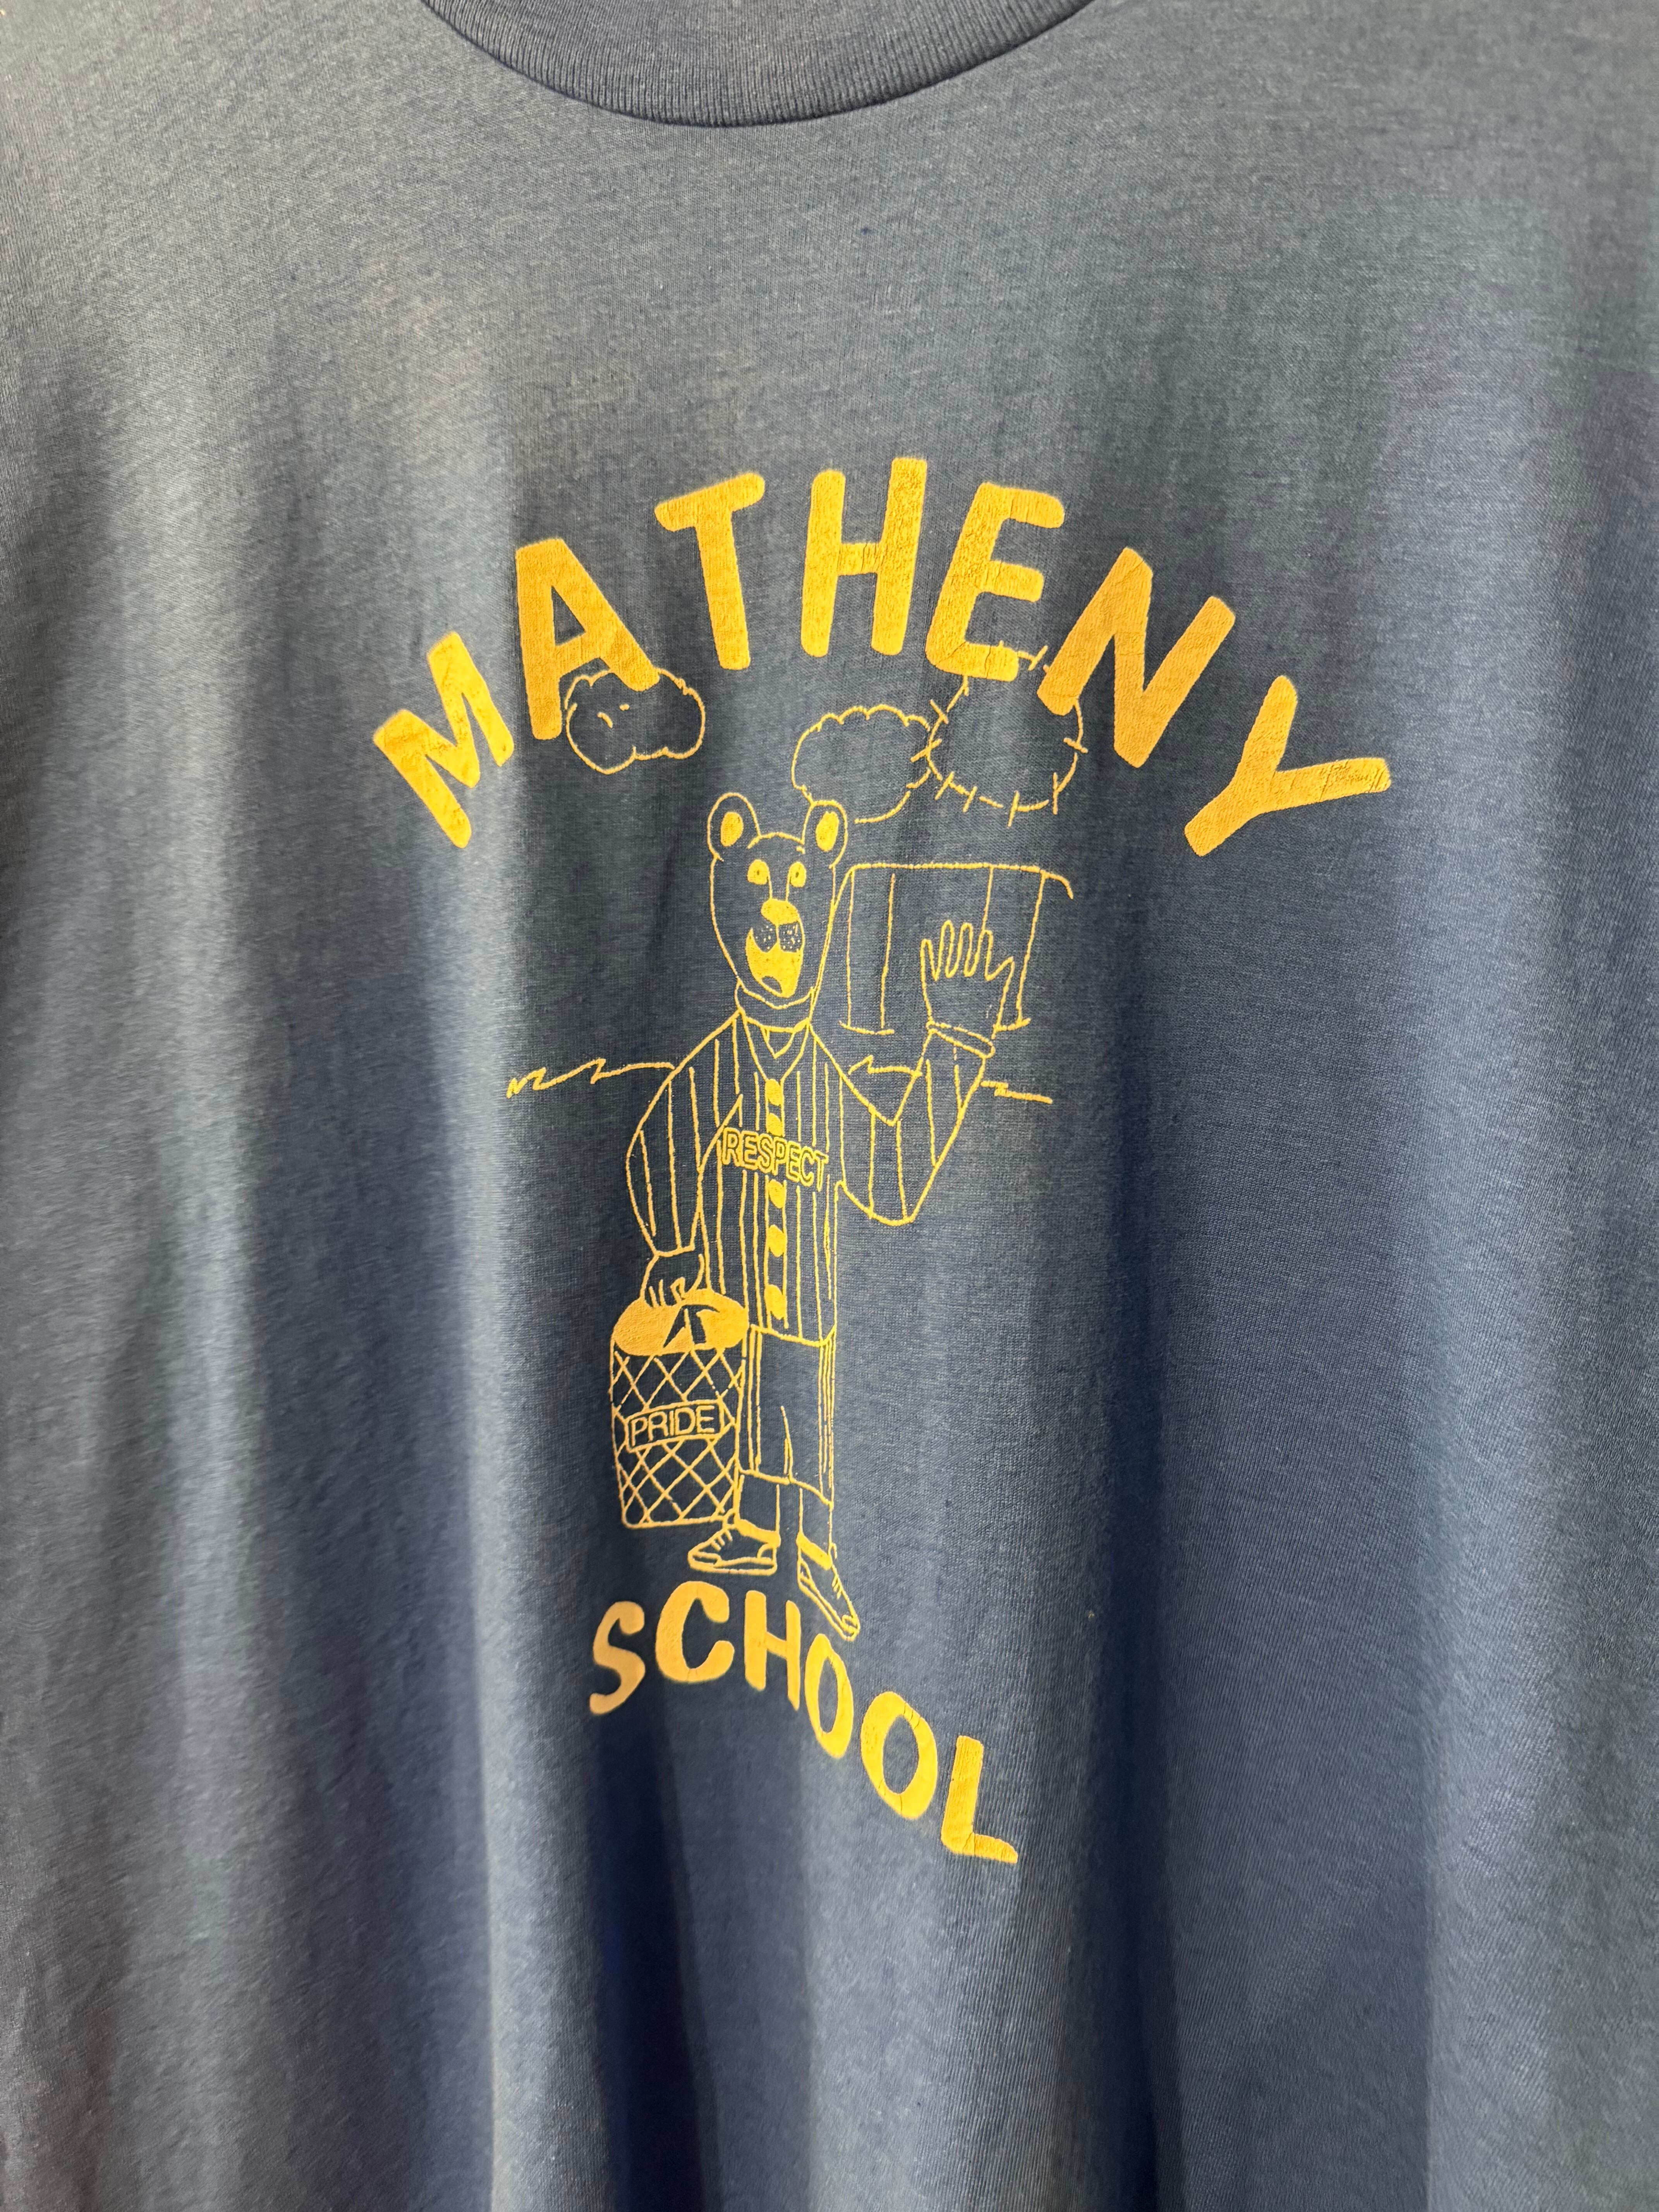 MATHENY
RESPECT
PRIDE
SCHOOL